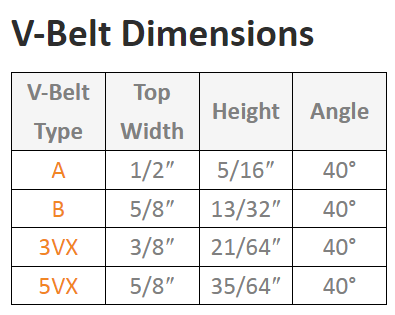 V-Belt Dimensions
V-Belt Type Top Width Height Angle
A 1/2″ 5/16″ 40°
B 5/8″ 13/32″ 40°
3VX 3/8″ 21/64″ 40°
5VX 5/8″ 35/64″ 40°